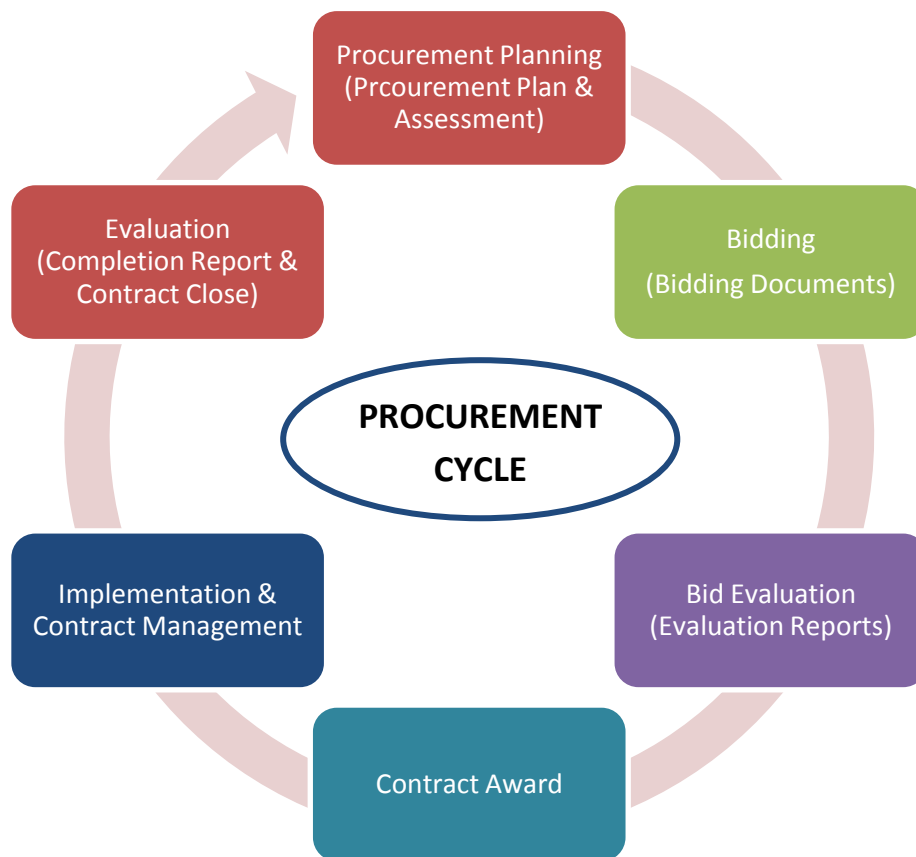 Procurement Planning
(Prcourement Plan &
Assessment)
Bidding
(Bidding Documents)
Bid Evaluation
(Evaluation Reports)
Contract Award
Implementation &
Contract Management
Evaluation
(Completion Report &
Contract Close)
PROCUREMENT
CYCLE